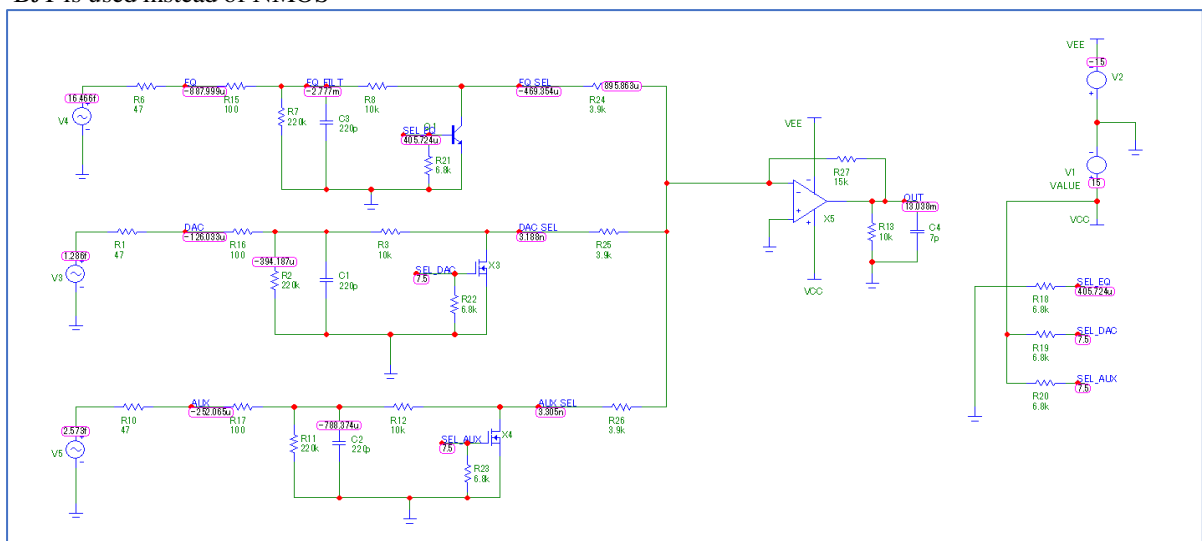 BJT is used instead of NMOS
VEE
-15
V2
EQ
EQ_FILT
EQ_SEL
16.466f
-887.999u
-2.777m
-469.354u
895.863u
R6
47
R15
100
R8
10k
R24
3.9k
V4
R7
220k
C3
220p
SEL_EQ
Q1
405.724u
R21
6.8k
VEE
R27
15k
V1
VALUE
15
OUT
13.038m
X5
R13
10k
C4
7p
VCC
VCC
DAC
DAC_SEL
1.286f
-126.033u
3.188n
R1
47
R16
100
R3
10k
R25
3.9k
V3
-394.187u
R2
220k
C1
220p
SEL_DAC
7.5
X3
R22
6.8k
SEL_EQ
405.724u
R18
6.8k
SEL_DAC
7.5
R19
6.8k
SEL_AUX
7.5
R20
6.8k
AUX
AUX_SEL
2.573f
-252.065u
3.305n
R10
47
R17
100
R12
10k
R26
3.9k
V5
-788.374u
R11
220k
C2
220p
SEL_AUX
7.5
X4
R23
6.8k